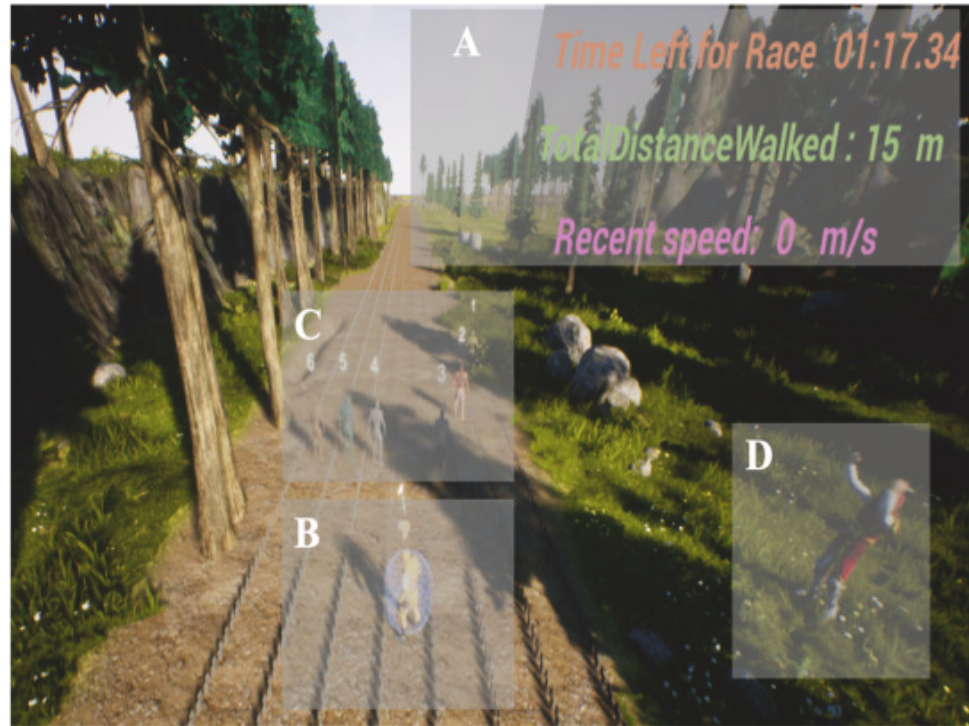 A
Time Left for Race 01:17.34
TotalDistanceWalked : 15 m
Recent speed: 0 m/s
C
1
2
6 5 4 3
D
B